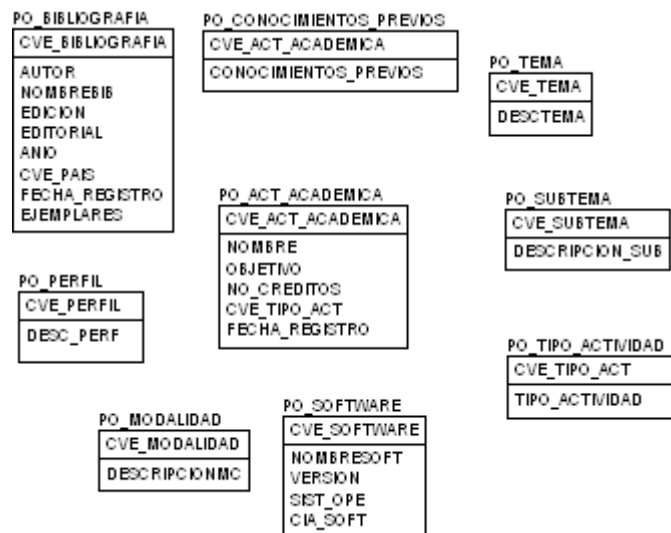 PO_BIBLIOGRAFIA
CVE_BIBLIOGRAFIA
AUTOR
NOMBREBIB
EDICION
EDITORIAL
ANIO
CVE_PAIS
FECHA_REGISTRO
EJEMPLARES
PO_CONOCIMIENTOS_PREVIOS
CVE_ACT_ACADEMICA
CONOCIMIENTOS_PREVIOS
PO_TEMA
CVE_TEMA
DESCTEMA
PO_ACT_ACADEMICA
CVE_ACT_ACADEMICA
NOMBRE
OBJETIVO
NO_CREDITOS
CVE_TIPO_ACT
FECHA_REGISTRO
PO_SUBTEMA
CVE_SUBTEMA
DESCRIPCION_SUB
PO_PERFIL
CVE_PERFIL
DESC_PERF
PO_TIPO_ACTIVIDAD
CVE_TIPO_ACT
TIPO_ACTIVIDAD
PO_MODALIDAD
CVE_MODALIDAD
DESCRIPCIONMC
PO_SOFTWARE
CVE_SOFTWARE
NOMBRESOFT
VERSION
SIST_OPE
CIA_SOFT